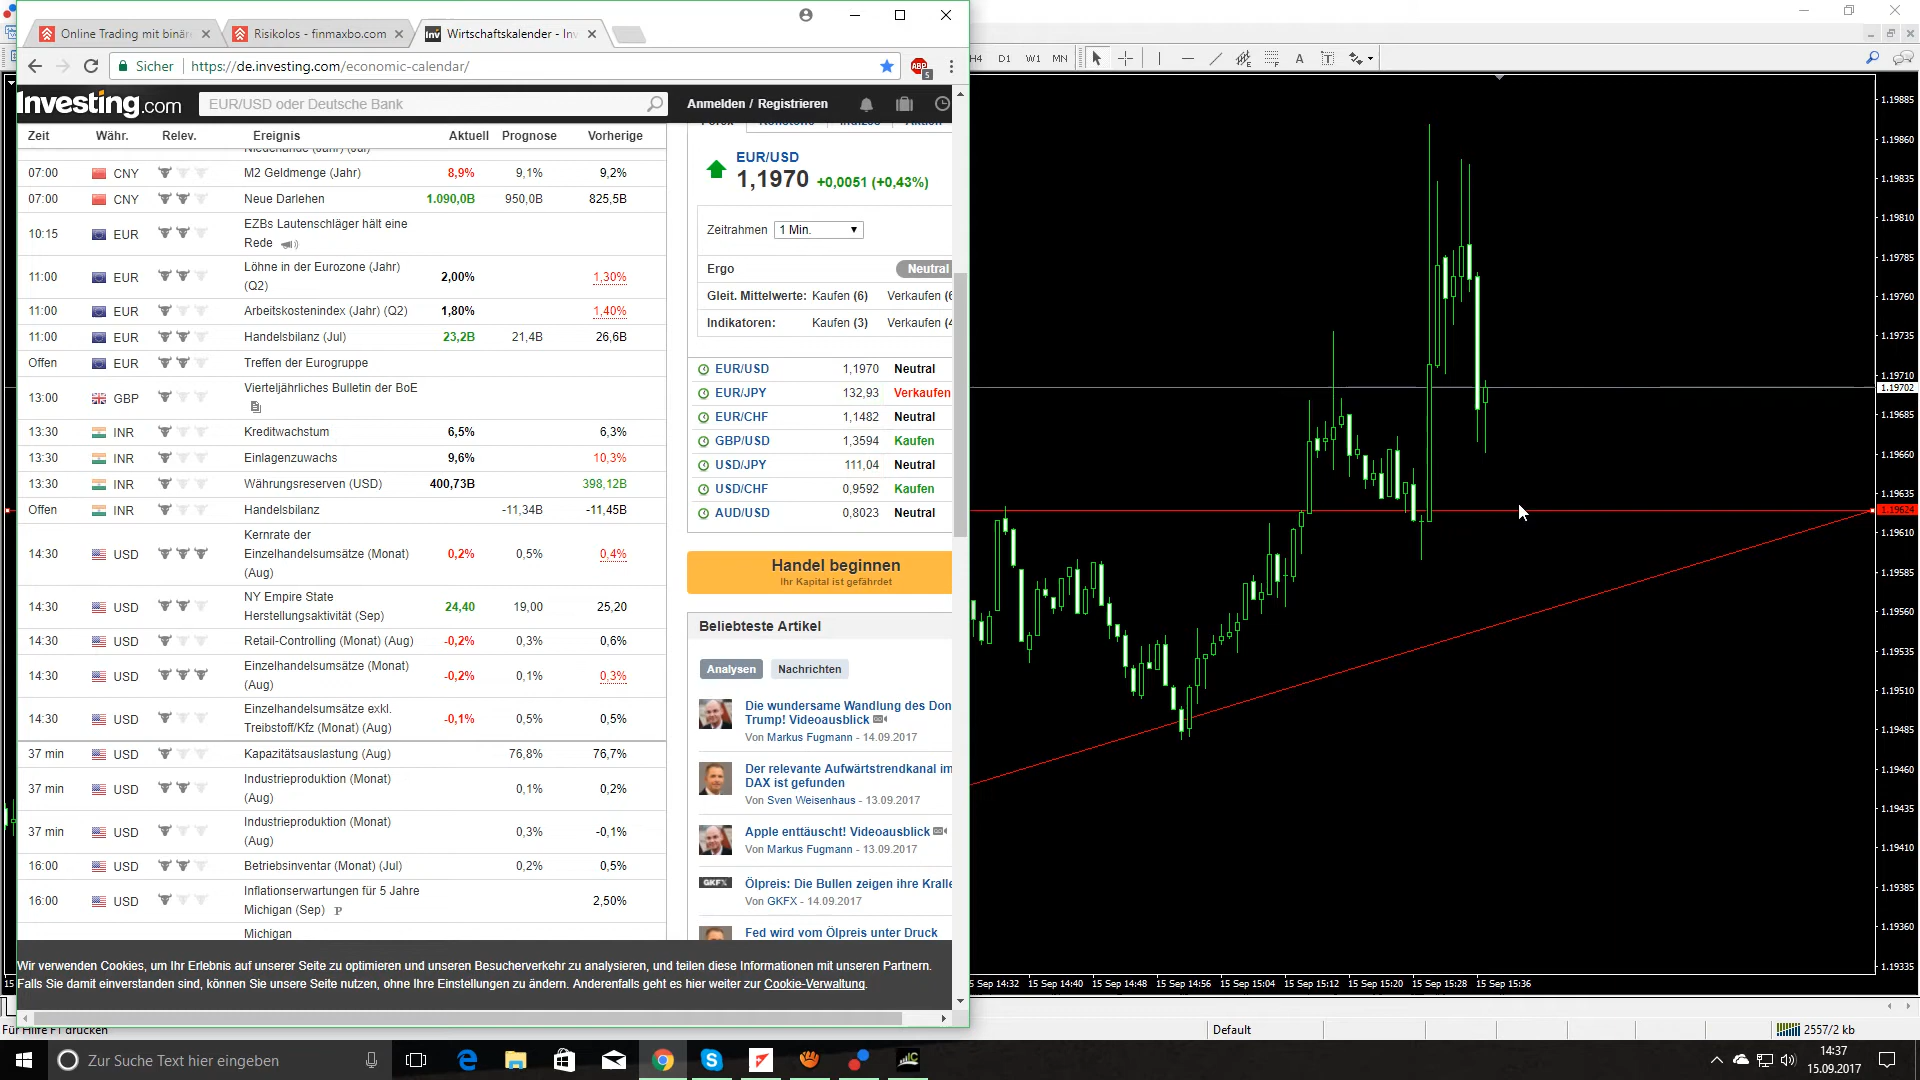 Online Trading mit binär
Risikolos - finmaxbo.com
Inv
Wirtschaftskalender - Inv
Sicher
https://de.investing.com/economic-calendar/
ABP
5
H4 D1 W1 MN
A T
Investing.com
EUR/USD oder Deutsche Bank
Anmeldен / Registrieren
Zeit Währ. Relev. Ereignis Aktuell Prognose Vorherige
Niederlande (Jahr) (Jul)
07:00 CNY M2 Geldmenge (Jahr) 8,9% 9,1% 9,2%
07:00 CNY Neue Darlehen 1.090,0B 950,0B 825,5B
10:15 EUR EZBs Lautenschläger hält eine
Rede
11:00 EUR Löhne in der Eurozone (Jahr)
(Q2) 2,00% 1,30%
11:00 EUR Arbeitskostenindex (Jahr) (Q2) 1,80% 1,40%
11:00 EUR Handelsbilanz (Jul) 23,2B 21,4B 26,6B
Offen EUR Treffen der Eurogruppe
13:00 GBP Vierteljährliches Bulletin der BoE
13:30 INR Kreditwachstum 6,5% 6,3%
13:30 INR Einlagenzuwachs 9,6% 10,3%
13:30 INR Währungsreserven (USD) 400,73B 398,12B
Offen INR Handelsbilanz -11,34B -11,45B
14:30 USD Kernrate der
Einzelhandelsumsätze (Monat)
(Aug) 0,2% 0,5% 0,4%
14:30 USD NY Empire State
Herstellungsaktivität (Sep) 24,40 19,00 25,20
14:30 USD Retail-Controlling (Monat) (Aug) -0,2% 0,3% 0,6%
14:30 USD Einzelhandelsumsätze (Monat)
(Aug) -0,2% 0,1% 0,3%
14:30 USD Einzelhandelsumsätze exkl.
Treibstoff/Kfz (Monat) (Aug) -0,1% 0,5% 0,5%
37 min USD Kapazitätsauslastung (Aug) 76,8% 76,7%
37 min USD Industrieproduktion (Monat)
(Aug) 0,1% 0,2%
37 min USD Industrieproduktion (Monat)
(Aug) 0,3% -0,1%
16:00 USD Betriebsinventar (Monat) (Jul) 0,2% 0,5%
16:00 USD Inflationserwartungen für 5 Jahre
Michigan (Sep) P 2,50%
Michigan
Forex Rohstoffe Indizes Aktien
EUR/USD
1,1970 +0,0051 (+0,43%)
Zeitrahmen 1 Min.
Ergo Neutral
Gleit. Mittelwerte: Kaufen (6) Verkaufen (6
Indikatoren: Kaufen (3) Verkaufen (4
EUR/USD 1,1970 Neutral
EUR/JPY 132,93 Verkaufen
EUR/CHF 1,1482 Neutral
GBP/USD 1,3594 Kaufen
USD/JPY 111,04 Neutral
USD/CHF 0,9592 Kaufen
AUD/USD 0,8023 Neutral
Handel beginnen
Ihr Kapital ist gefährdet
Beliebteste Artikel
Analysen Nachrichten
Die wundersame Wandlung des Don
Trump! Videoausblick
Von Markus Fugmann - 14.09.2017
Der relevante Aufwärtstrendkanal im
DAX ist gefunden
Von Sven Weisenhaus - 13.09.2017
Apple enttäuscht! Videoausblick
Von Markus Fugmann - 13.09.2017
GKFX
Ölpreis: Die Bullen zeigen ihre Kralle
Von GKFX - 14.09.2017
Fed wird vom Ölpreis unter Druck
Wir verwenden Cookies, um Ihr Erlebnis auf unserer Seite zu optimieren und unseren Besucherverkehr zu analysieren, und teilen diese Informationen mit unseren Partnern.
Falls Sie damit einverstanden sind, können Sie unsere Seite nutzen, ohne Ihre Einstellungen zu ändern. Anderenfalls geht es hier weiter zur Cookie-Verwaltung.
1.19885
1.19860
1.19835
1.19810
1.19785
1.19760
1.19735
1.19710
1.19702
1.19685
1.19660
1.19635
1.19624
1.19610
1.19585
1.19560
1.19535
1.19510
1.19485
1.19460
1.19435
1.19410
1.19385
1.19360
1.19335
15
5 Sep 14:32 15 Sep 14:40 15 Sep 14:48 15 Sep 14:56 15 Sep 15:04 15 Sep 15:12 15 Sep 15:20 15 Sep 15:28 15 Sep 15:36
Für Hilfe F1 drücken
Default
2557/2 kb
Zur Suche Text hier eingeben
14:37
15.09.2017